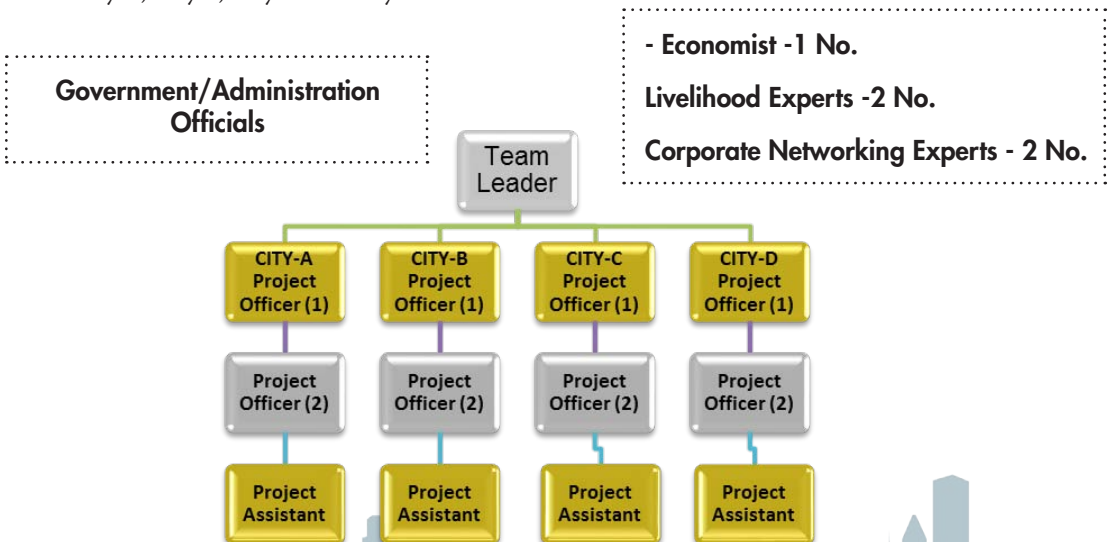 - Economist -1 No.
Government/Administration
Officials
Livelihood Experts -2 No.
Corporate Networking Experts - 2 No.
Team
Leader
CITY-A
Project
Officer (1)
CITY-B
Project
Officer (1)
CITY-C
Project
Officer (1)
CITY-D
Project
Officer (1)
Project
Officer (2)
Project
Officer (2)
Project
Officer (2)
Project
Officer (2)
Project
Assistant
Project
Assistant
Project
Assistant
Project
Assistant